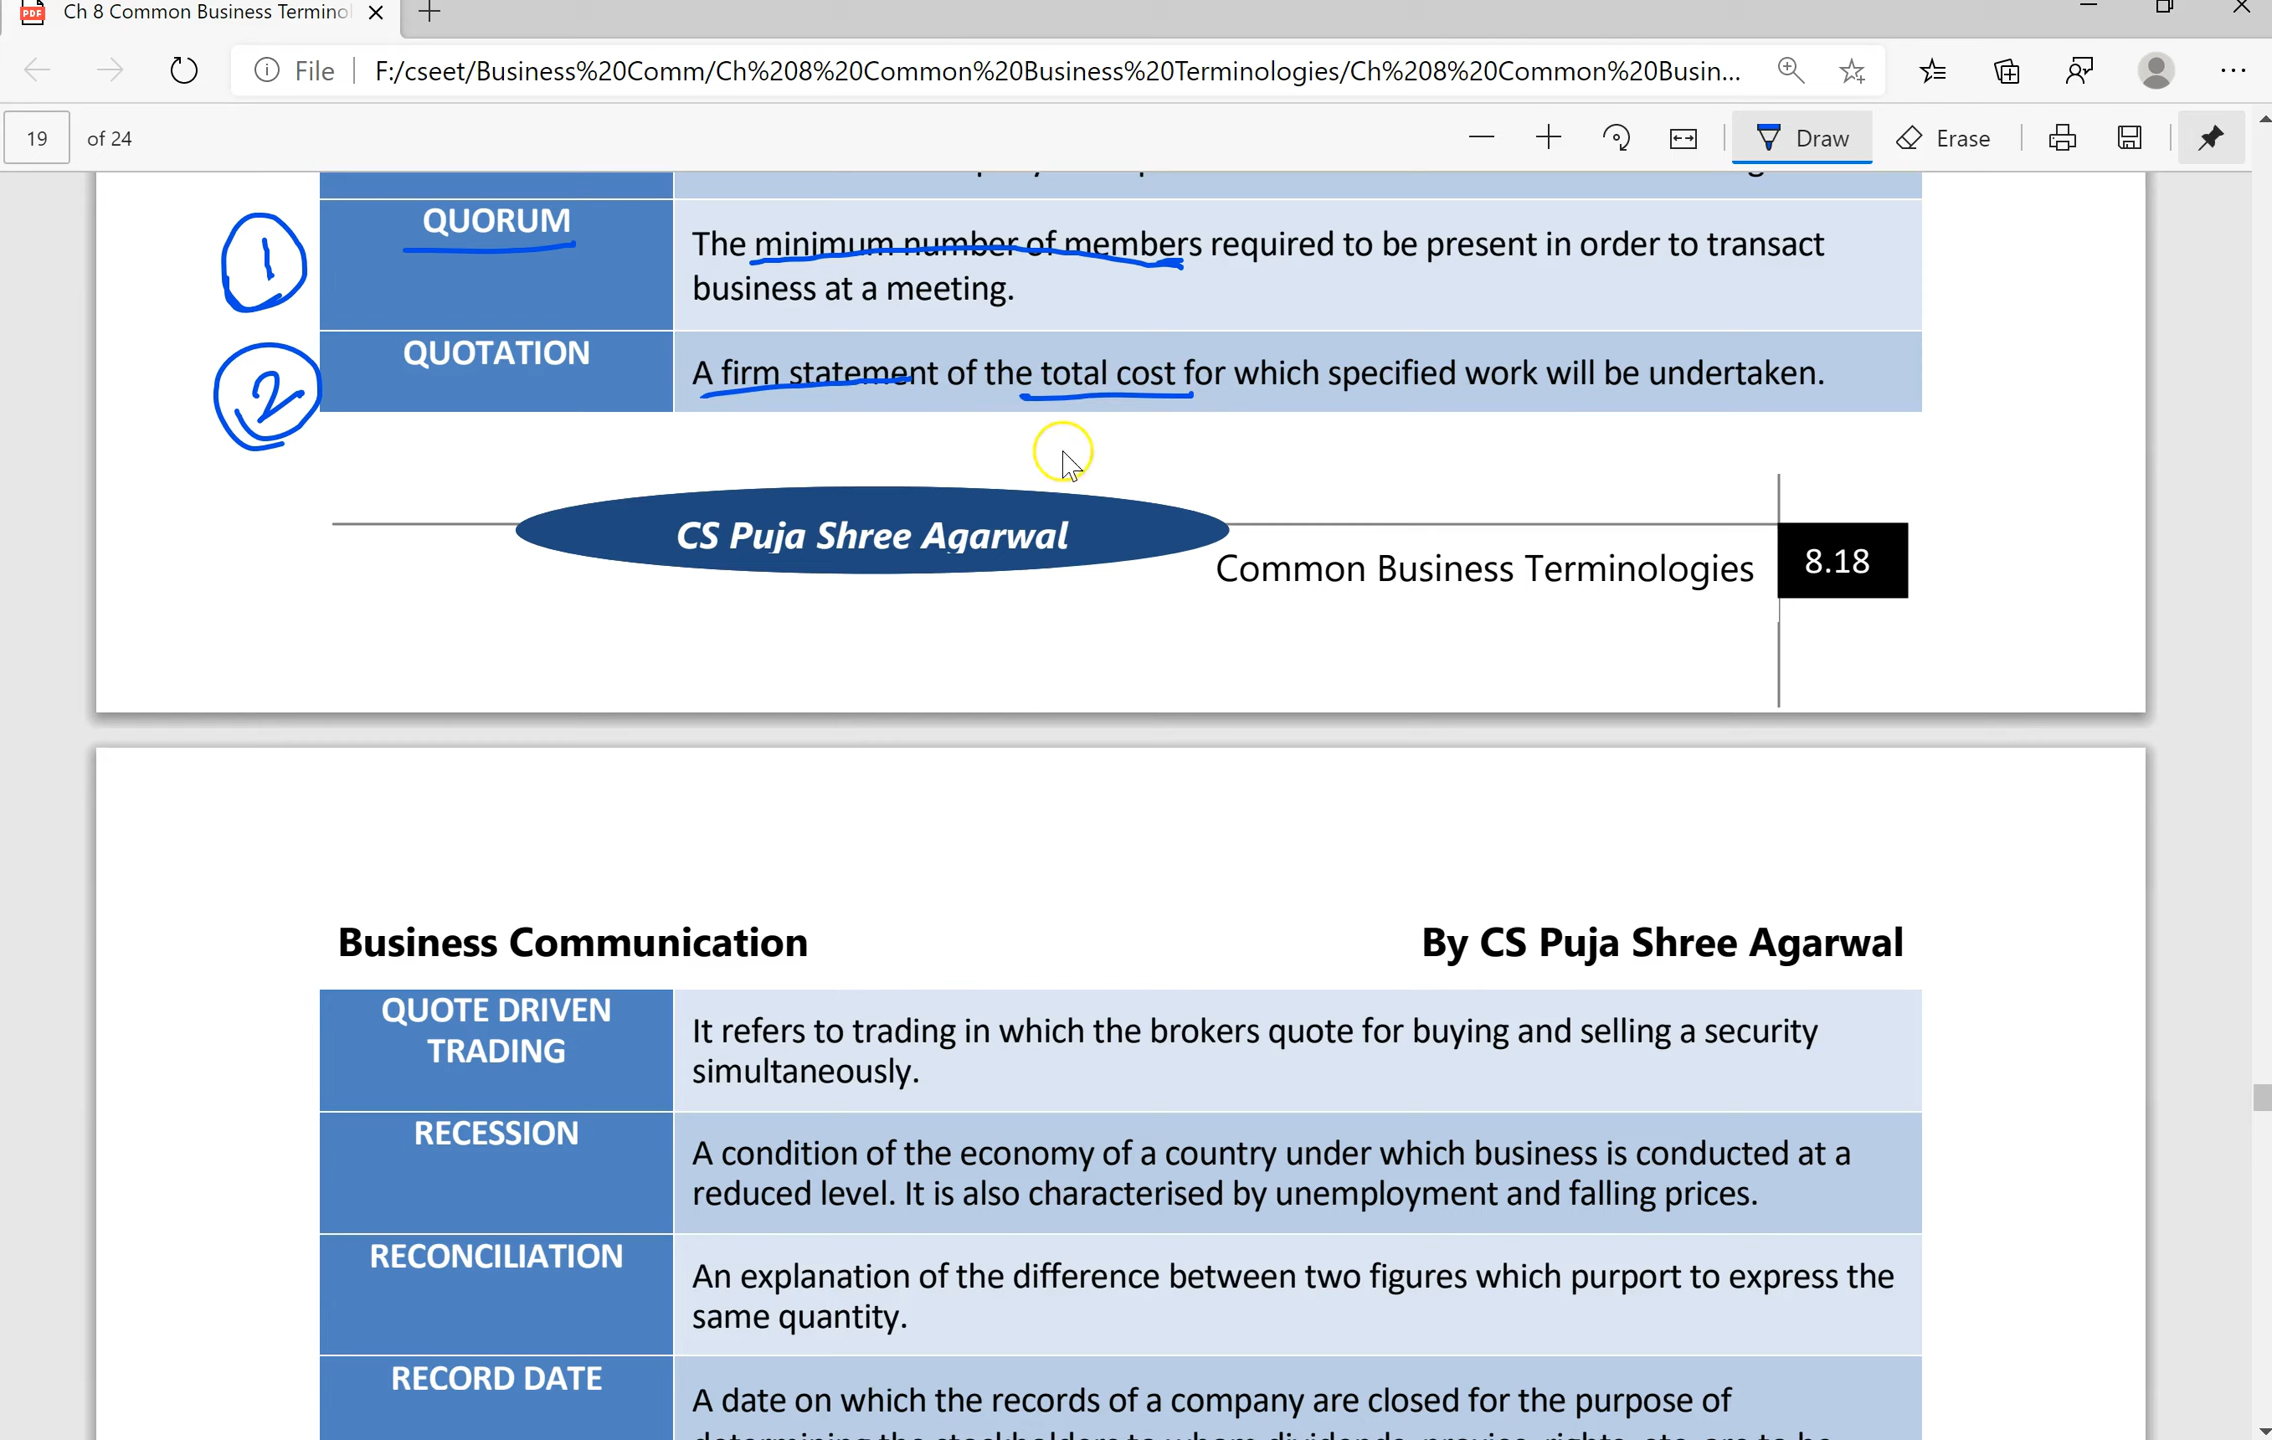 Ch 8 Common Business Terminol
File
F:/cseet/Business%20Comm/Ch%208%20Common%20Business%20Terminologies/Ch%208%20Common%20Busin...
19 of 24
Draw
Erase
1
QUORUM
The minimum number of members required to be present in order to transact
business at a meeting.
2
QUOTATION
A firm statement of the total cost for which specified work will be undertaken.
CS Puja Shree Agarwal
Common Business Terminologies
8.18
Business Communication
By CS Puja Shree Agarwal
QUOTE DRIVEN
TRADING
It refers to trading in which the brokers quote for buying and selling a security
simultaneously.
RECESSION
A condition of the economy of a country under which business is conducted at a
reduced level. It is also characterised by unemployment and falling prices.
RECONCILIATION
An explanation of the difference between two figures which purport to express the
same quantity.
RECORD DATE
A date on which the records of a company are closed for the purpose of